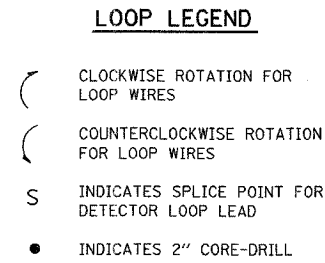 LOOP LEGEND
CLOCKWISE ROTATION FOR
LOOP WIRES
COUNTERCLOCKWISE ROTATION
FOR LOOP WIRES
S INDICATES SPLICE POINT FOR
DETECTOR LOOP LEAD
INDICATES 2" CORE-DRILL